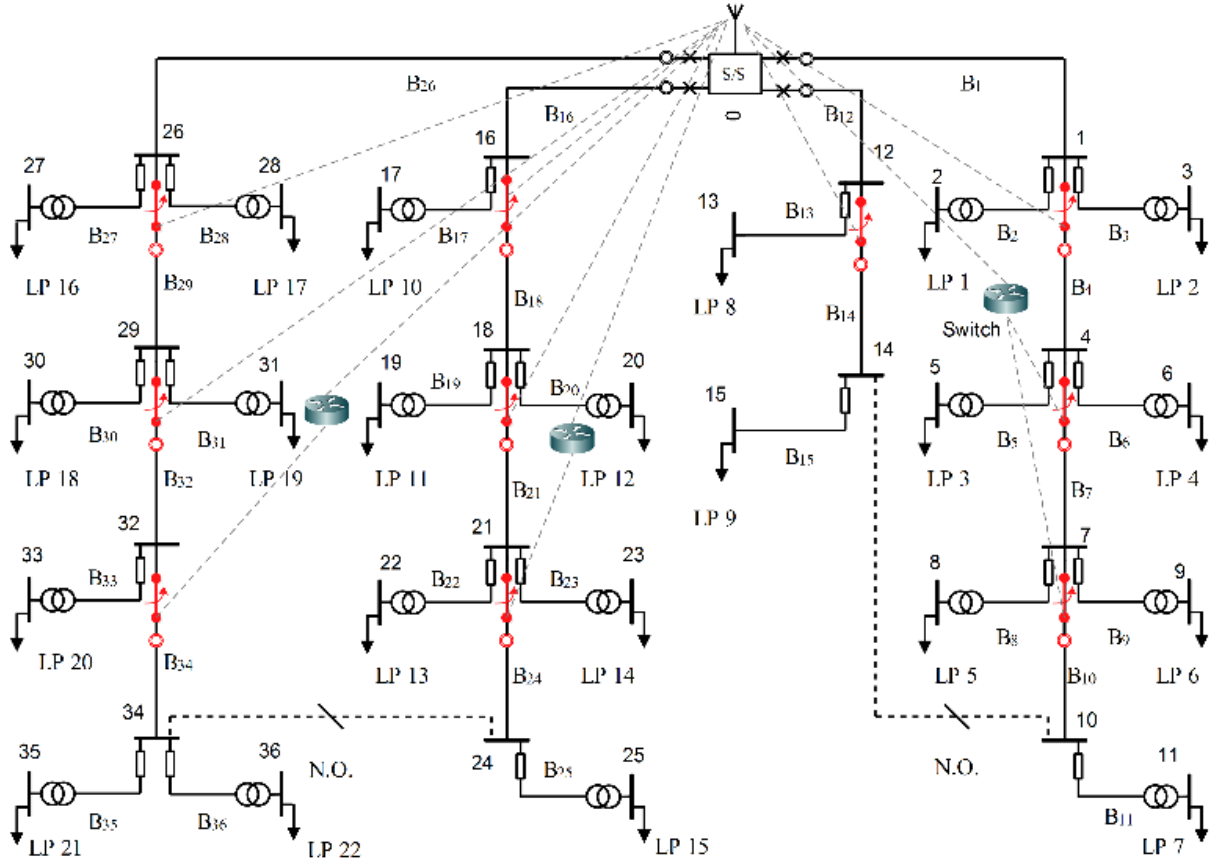 S/S
0
B26
B16
B12
B1
26
16
12
1
27
28
17
13
2
3
B27
B28
B17
B13
B2
B3
LP 16
LP 17
LP 10
LP 8
LP 1
LP 2
B29
B18
B14
B4
Switch
29
18
14
4
30
31
19
20
15
5
6
B30
B31
B19
B20
B15
B5
B6
LP 18
LP 19
LP 11
LP 12
LP 9
LP 3
LP 4
B32
B21
B7
32
21
7
33
22
23
8
9
B33
B22
B23
B8
B9
LP 20
LP 13
LP 14
LP 5
LP 6
B34
B24
B10
34
24
10
N.O.
N.O.
35
36
25
11
B35
B36
B25
B11
LP 21
LP 22
LP 15
LP 7